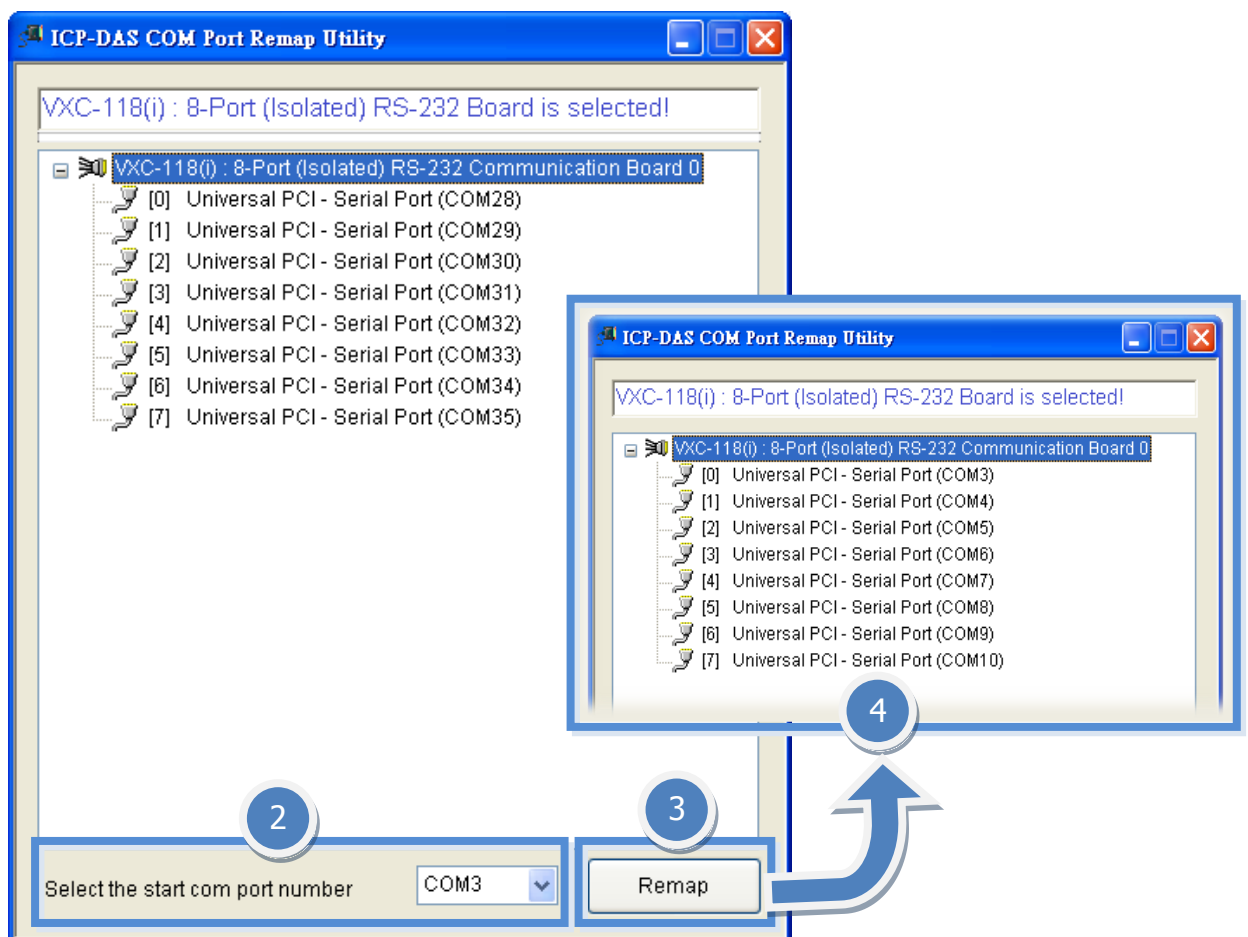 ICP-DAS COM Port Remap Utility
VXC-118(i) : 8-Port (Isolated) RS-232 Board is selected!
VXC-118(i) : 8-Port (Isolated) RS-232 Communication Board 0
[0] Universal PCI - Serial Port (COM28)
[1] Universal PCI - Serial Port (COM29)
[2] Universal PCI - Serial Port (COM30)
[3] Universal PCI - Serial Port (COM31)
[4] Universal PCI - Serial Port (COM32)
[5] Universal PCI - Serial Port (COM33)
[6] Universal PCI - Serial Port (COM34)
[7] Universal PCI - Serial Port (COM35)
2
Select the start com port number
COM3
3
Remap
ICP-DAS COM Port Remap Utility
VXC-118(i) : 8-Port (Isolated) RS-232 Board is selected!
VXC-118(i) : 8-Port (Isolated) RS-232 Communication Board 0
[0] Universal PCI - Serial Port (COM3)
[1] Universal PCI - Serial Port (COM4)
[2] Universal PCI - Serial Port (COM5)
[3] Universal PCI - Serial Port (COM6)
[4] Universal PCI - Serial Port (COM7)
[5] Universal PCI - Serial Port (COM8)
[6] Universal PCI - Serial Port (COM9)
[7] Universal PCI - Serial Port (COM10)
4